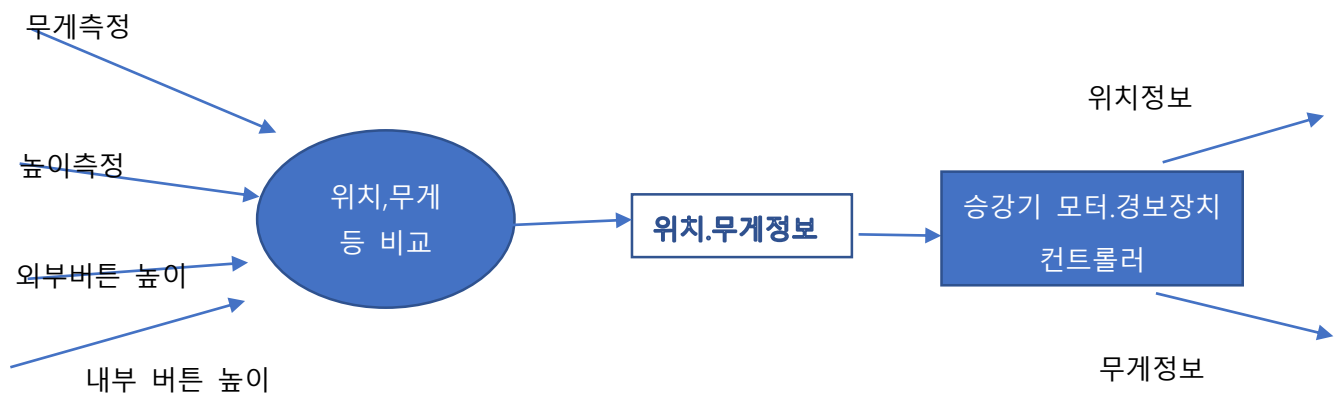 무게측정
높이측정
외부버튼 높이
내부 버튼 높이
위치,무게
등 비교
위치.무게정보
승강기 모터.경보장치
컨트롤러
위치정보
무게정보